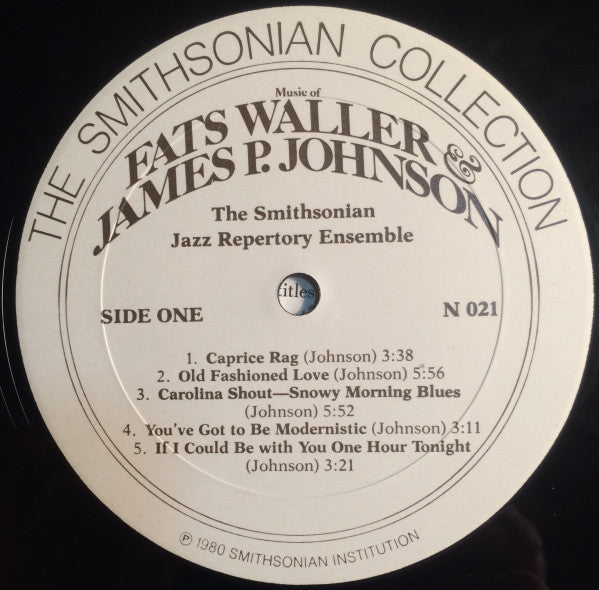 THE SMITHSONIAN COLLECTION
Music of
FATS WALLER &
JAMES P. JOHNSON
The Smithsonian
Jazz Repertory Ensemble
titles
SIDE ONE
N 021
1. Caprice Rag (Johnson) 3:38
2. Old Fashioned Love (Johnson) 5:56
3. Carolina Shout—Snowy Morning Blues
(Johnson) 5:52
4. You've Got to Be Modernistic (Johnson) 3:11
5. If I Could Be with You One Hour Tonight
(Johnson) 3:21
℗ 1980 SMITHSONIAN INSTITUTION